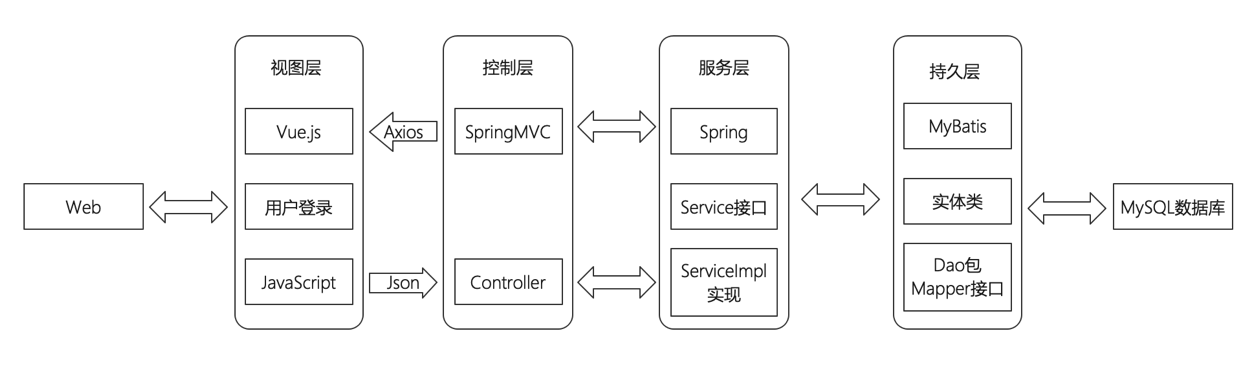 Web
视图层
Vue.js
用户登录
JavaScript
Axios
Json
控制层
SpringMVC
Controller
服务层
Spring
Service接口
ServiceImpl
实现
持久层
MyBatis
实体类
Dao包
Mapper接口
MySQL数据库